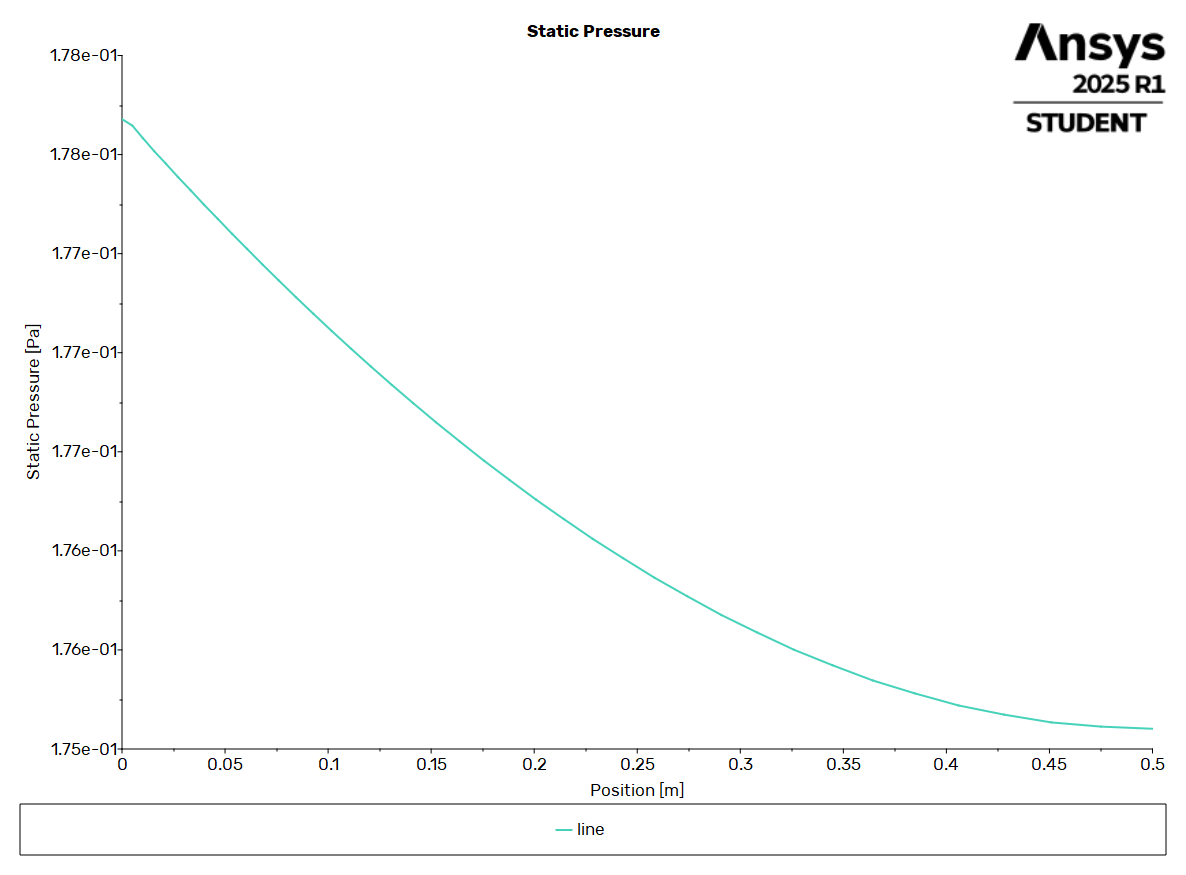 Static Pressure
Ansys
2025 R1
STUDENT
1.78e-01
1.78e-01
1.77e-01
1.77e-01
1.77e-01
1.76e-01
1.76e-01
1.75e-01
Static Pressure [Pa]
0 0.05 0.1 0.15 0.2 0.25 0.3 0.35 0.4 0.45 0.5
Position [m]
line